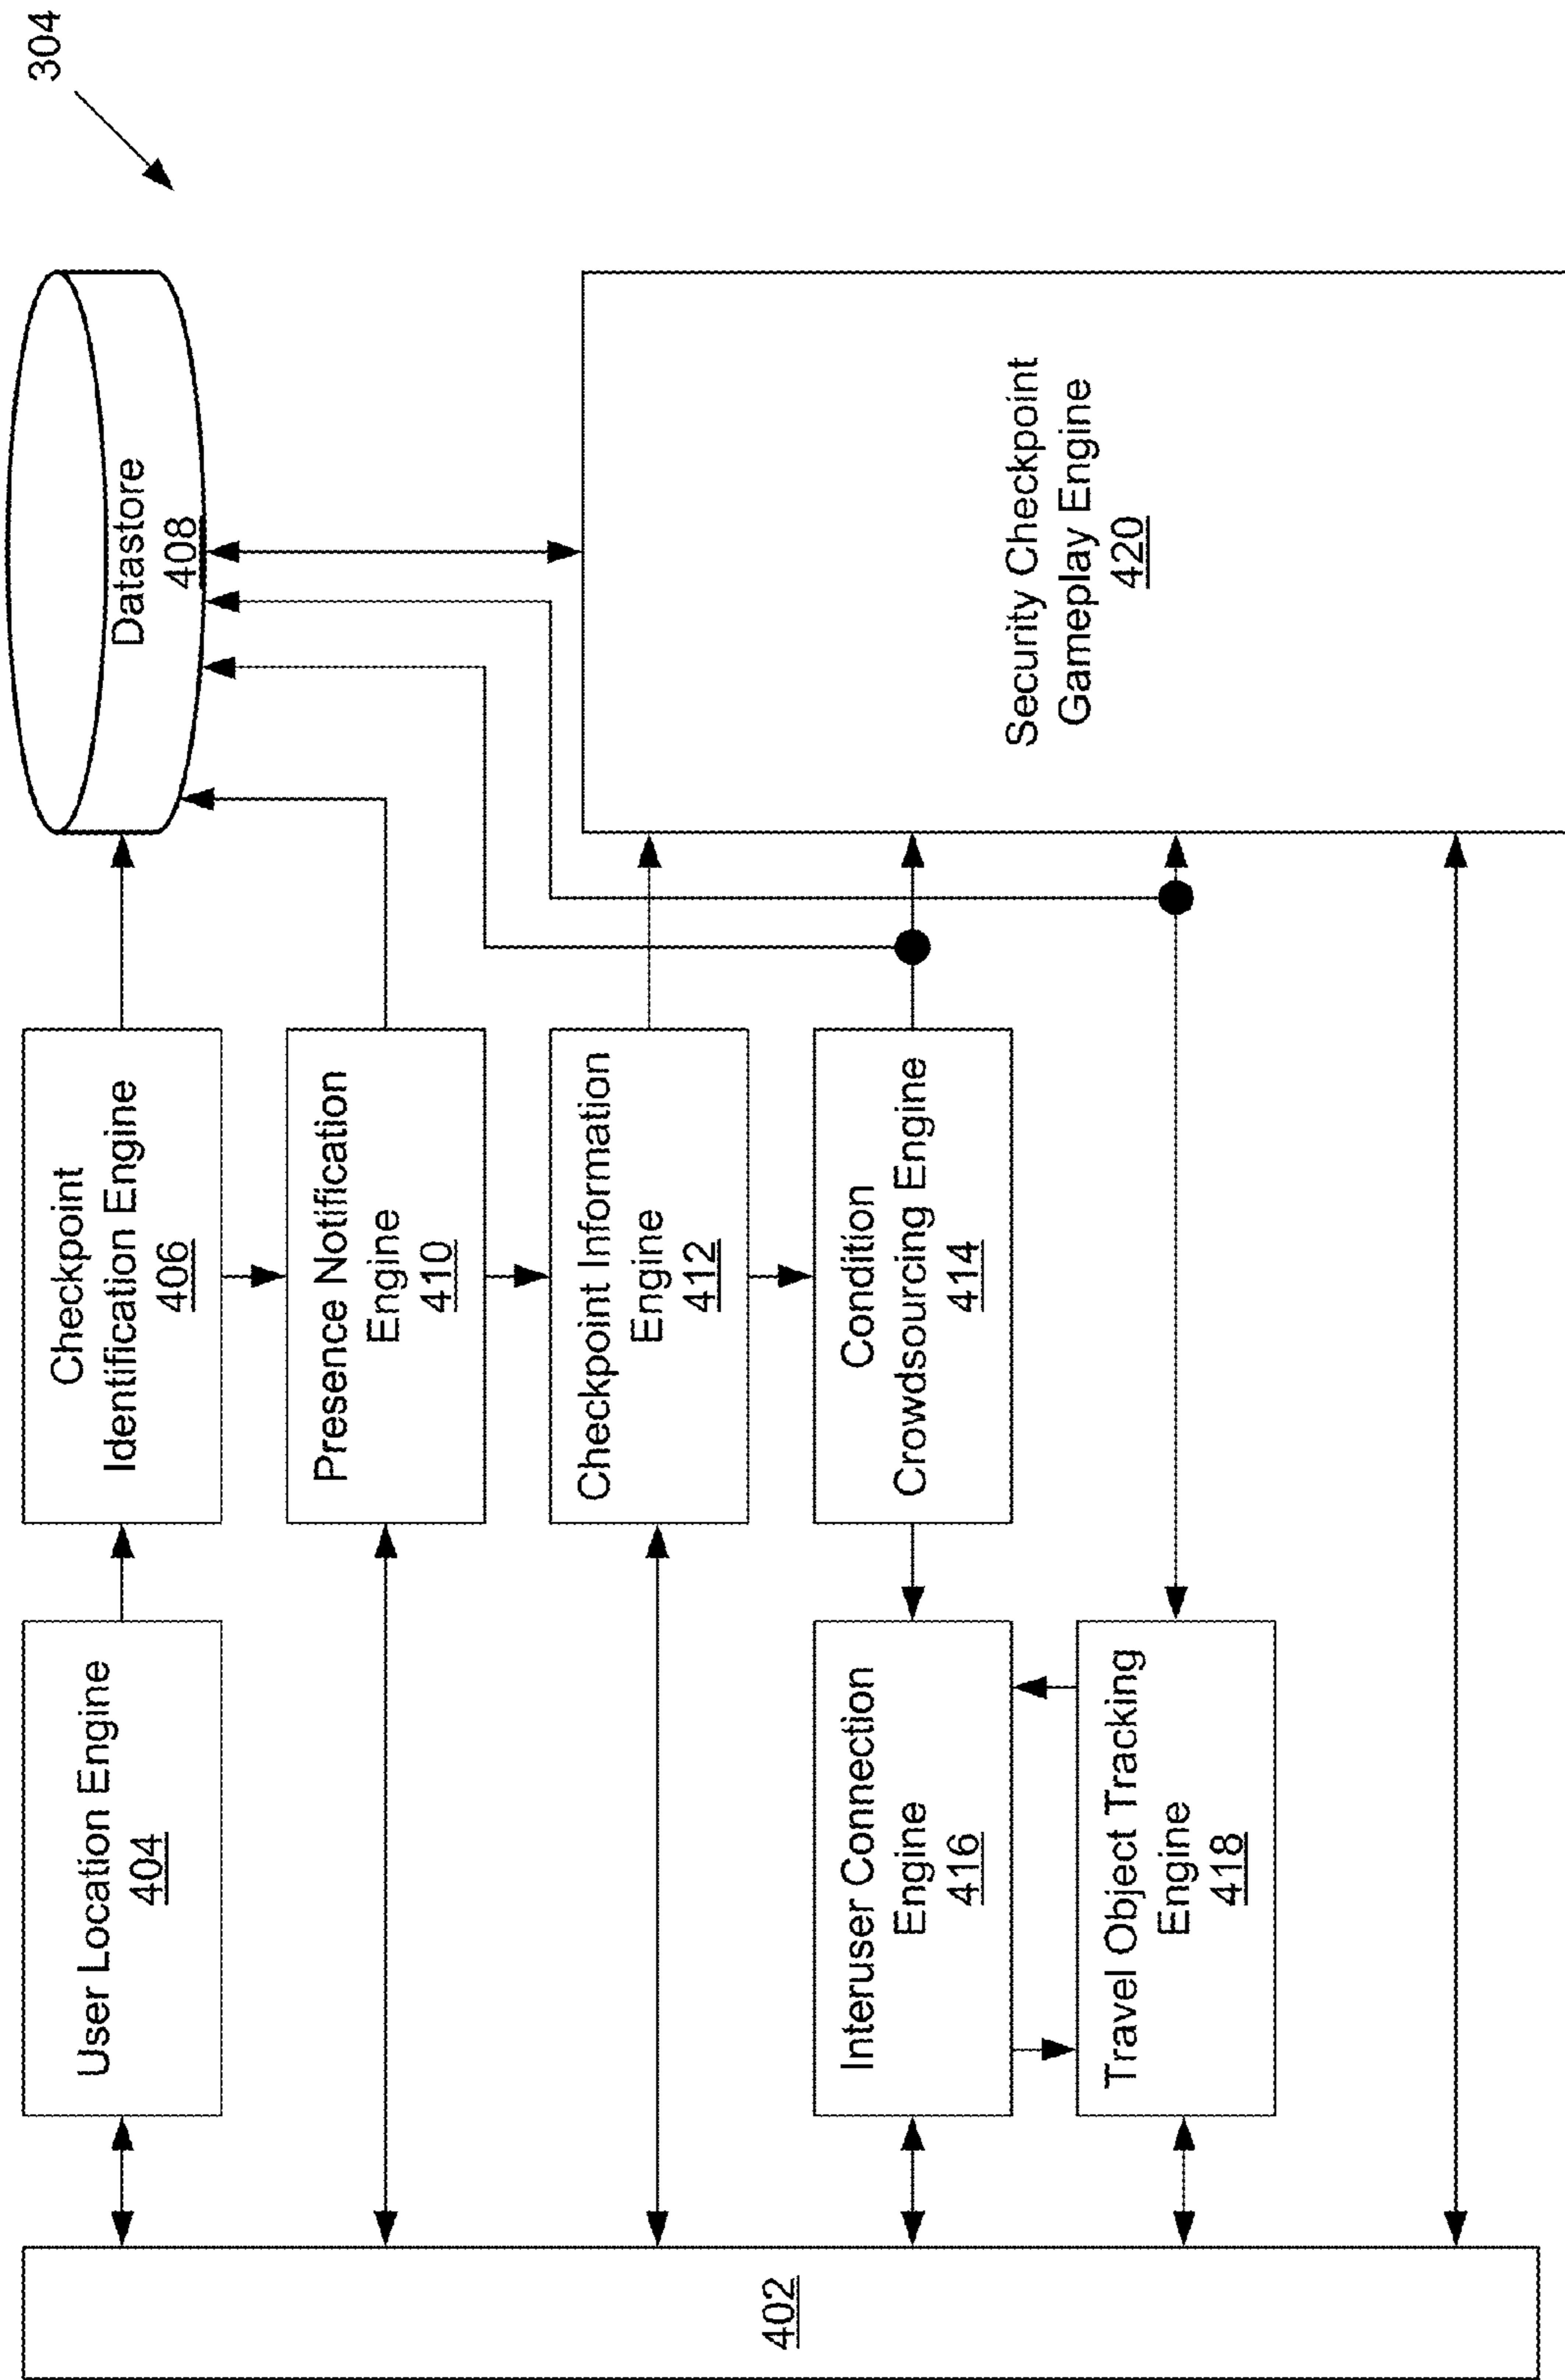 304
402
User Location Engine
404
Checkpoint
Identification Engine
406
Datastore
408
Presence Notification
Engine
410
Checkpoint Information
Engine
412
Condition
Crowdsourcing Engine
414
Interuser Connection
Engine
416
Travel Object Tracking
Engine
418
Security Checkpoint
Gameplay Engine
420